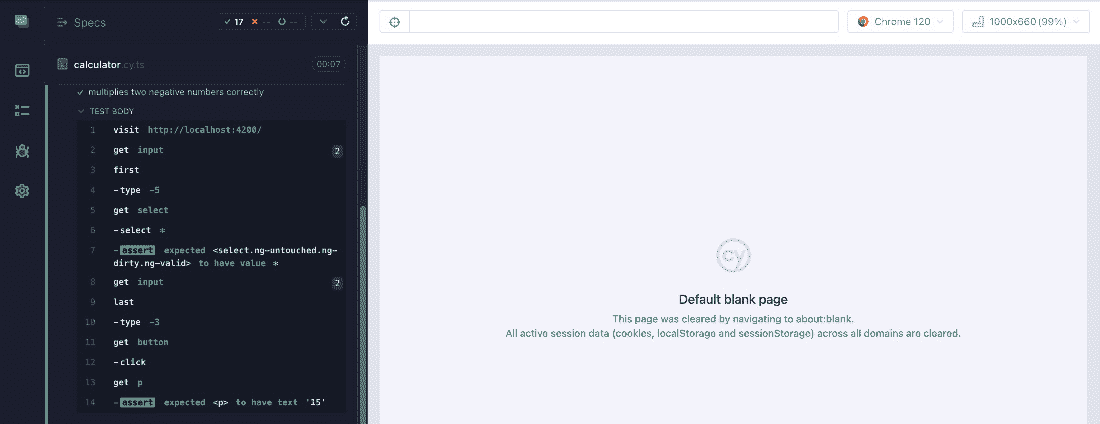 Specs
17 -- --
calculator cy.ts
00:07
multiplies two negative numbers correctly
TEST BODY
1 visit http://localhost:4200/
2 get input 2
3 first
4 -type -5
5 get select
6 -select *
7 -assert expected <select.ng-untouched.ng-
dirty.ng-valid> to have value *
8 get input 2
9 last
10 -type -3
11 get button
12 -click
13 get p
14 -assert expected <p> to have text '15'
Chrome 120
1000x660 (99%)
cy
Default blank page
This page was cleared by navigating to about:blank.
All active session data (cookies, localStorage and sessionStorage) across all domains are cleared.